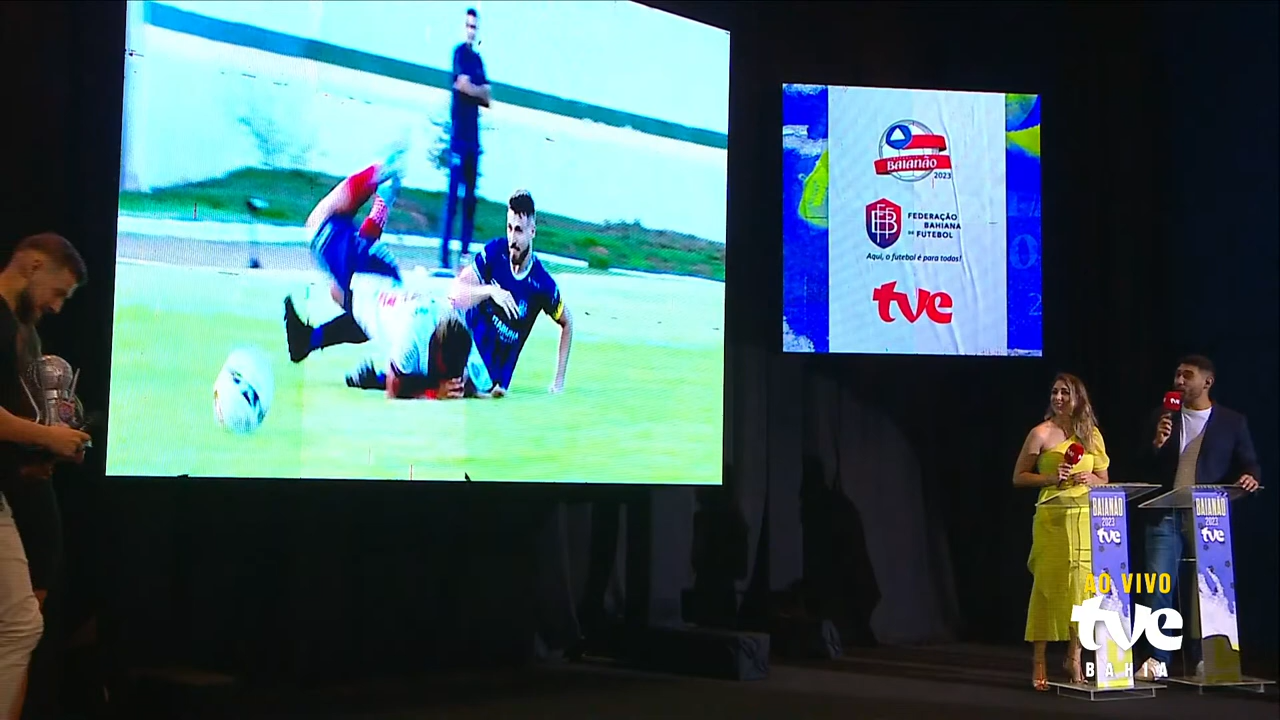 BAIANÃO
2023
FEDERAÇÃO
BAHIANA
DE FUTEBOL
Aqui, o futebol é para todos!
tve
ITABUNA
BAIANÃO
2023
tve
BAIANÃO
2023
tve
AO VIVO
tve
BAHIA